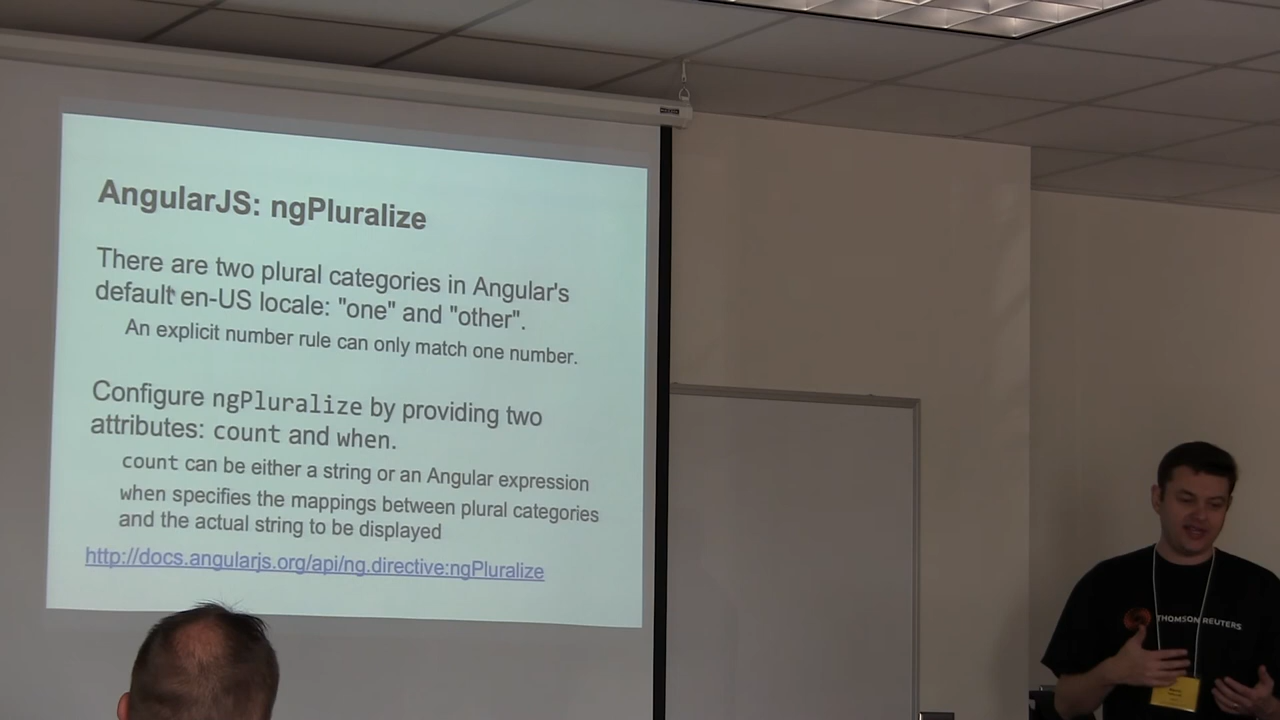 AngularJS: ngPluralize
There are two plural categories in Angular's
default en-US locale: "one" and "other".
An explicit number rule can only match one number.
Configure ngPluralize by providing two
attributes: count and when.
count can be either a string or an Angular expression
when specifies the mappings between plural categories
and the actual string to be displayed
http://docs.angularjs.org/api/ng.directive:ngPluralize
THOMSON REUTERS